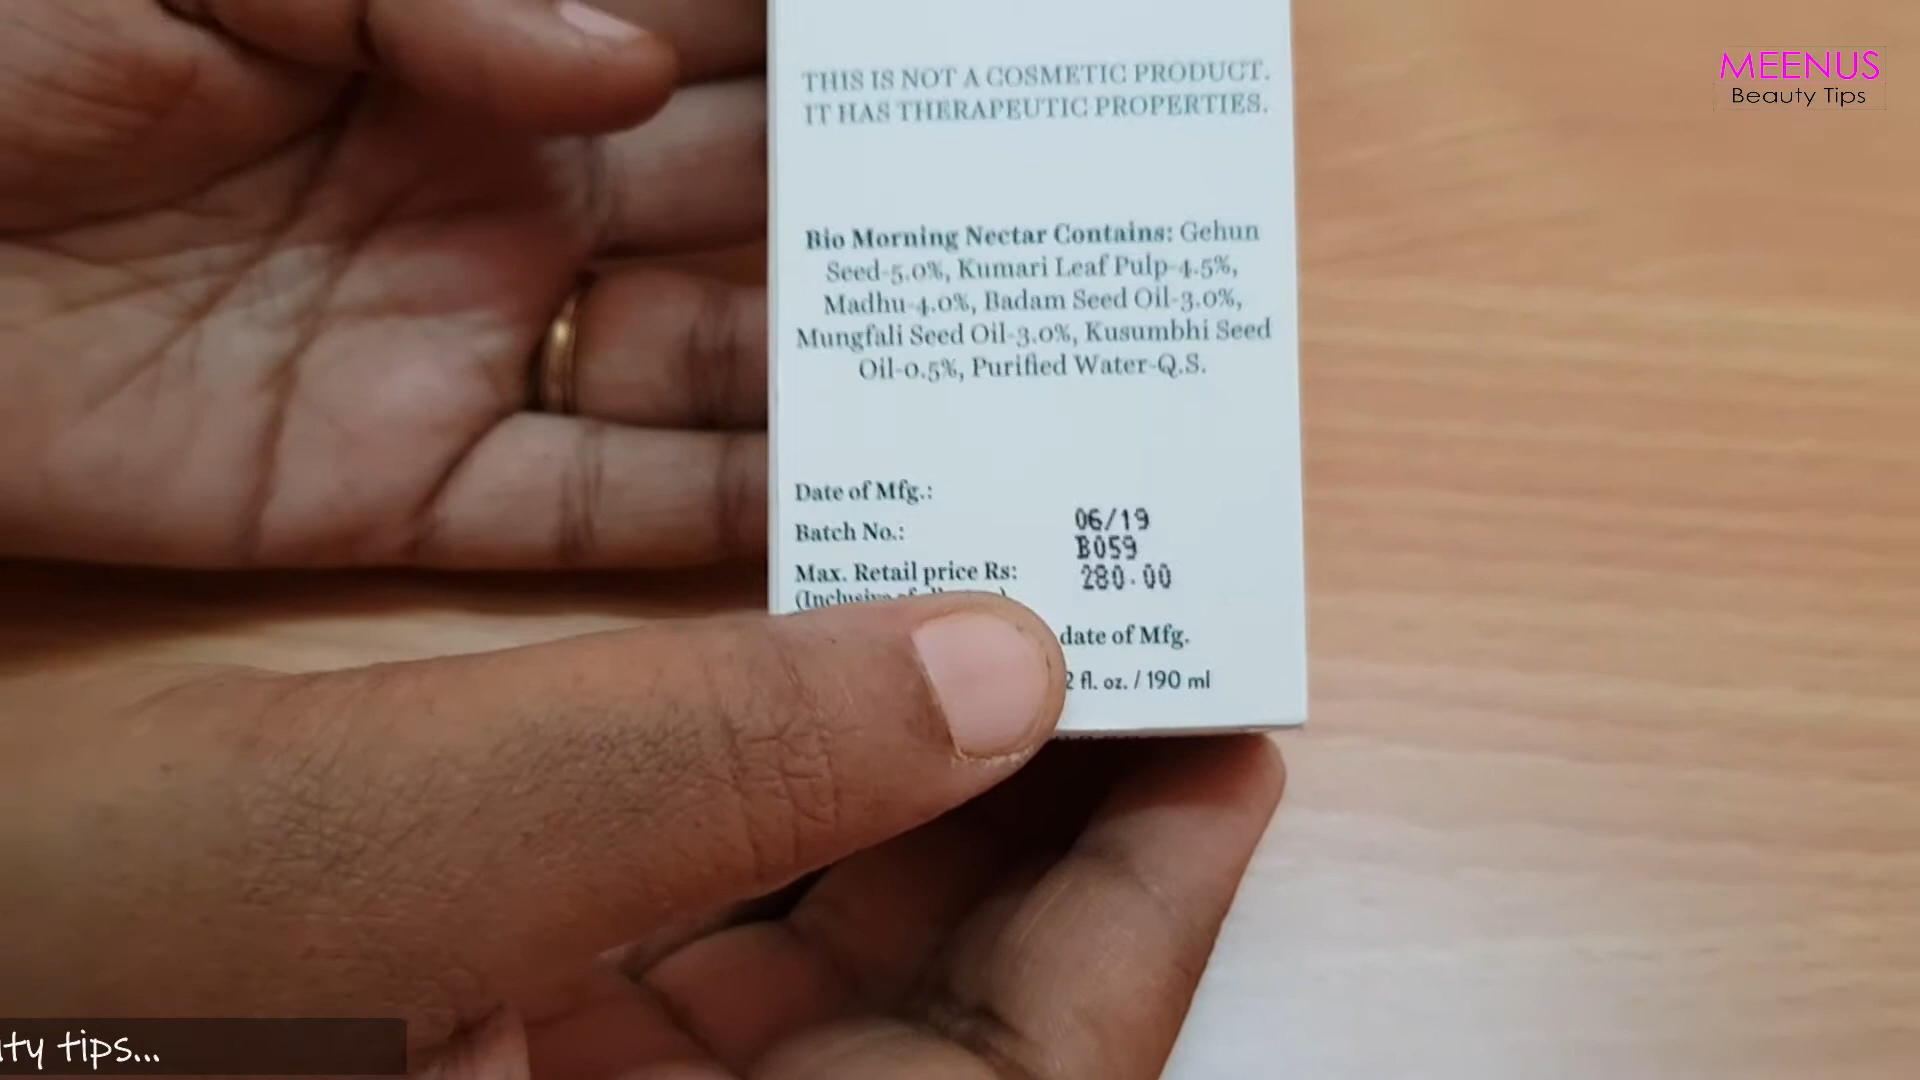 MEENUS
Beauty Tips
THIS IS NOT A COSMETIC PRODUCT.
IT HAS THERAPEUTIC PROPERTIES.
Bio Morning Nectar Contains: Gehun
Seed-5.0%, Kumari Leaf Pulp-4.5%,
Madhu-4.0%, Badam Seed Oil-3.0%,
Mungfali Seed Oil-3.0%, Kusumbhi Seed
Oil-0.5%, Purified Water-Q.S.
Date of Mfg.: 06/19
Batch No.: B059
Max. Retail price Rs: 280.00
date of Mfg.
fl. oz. / 190 ml
tips...